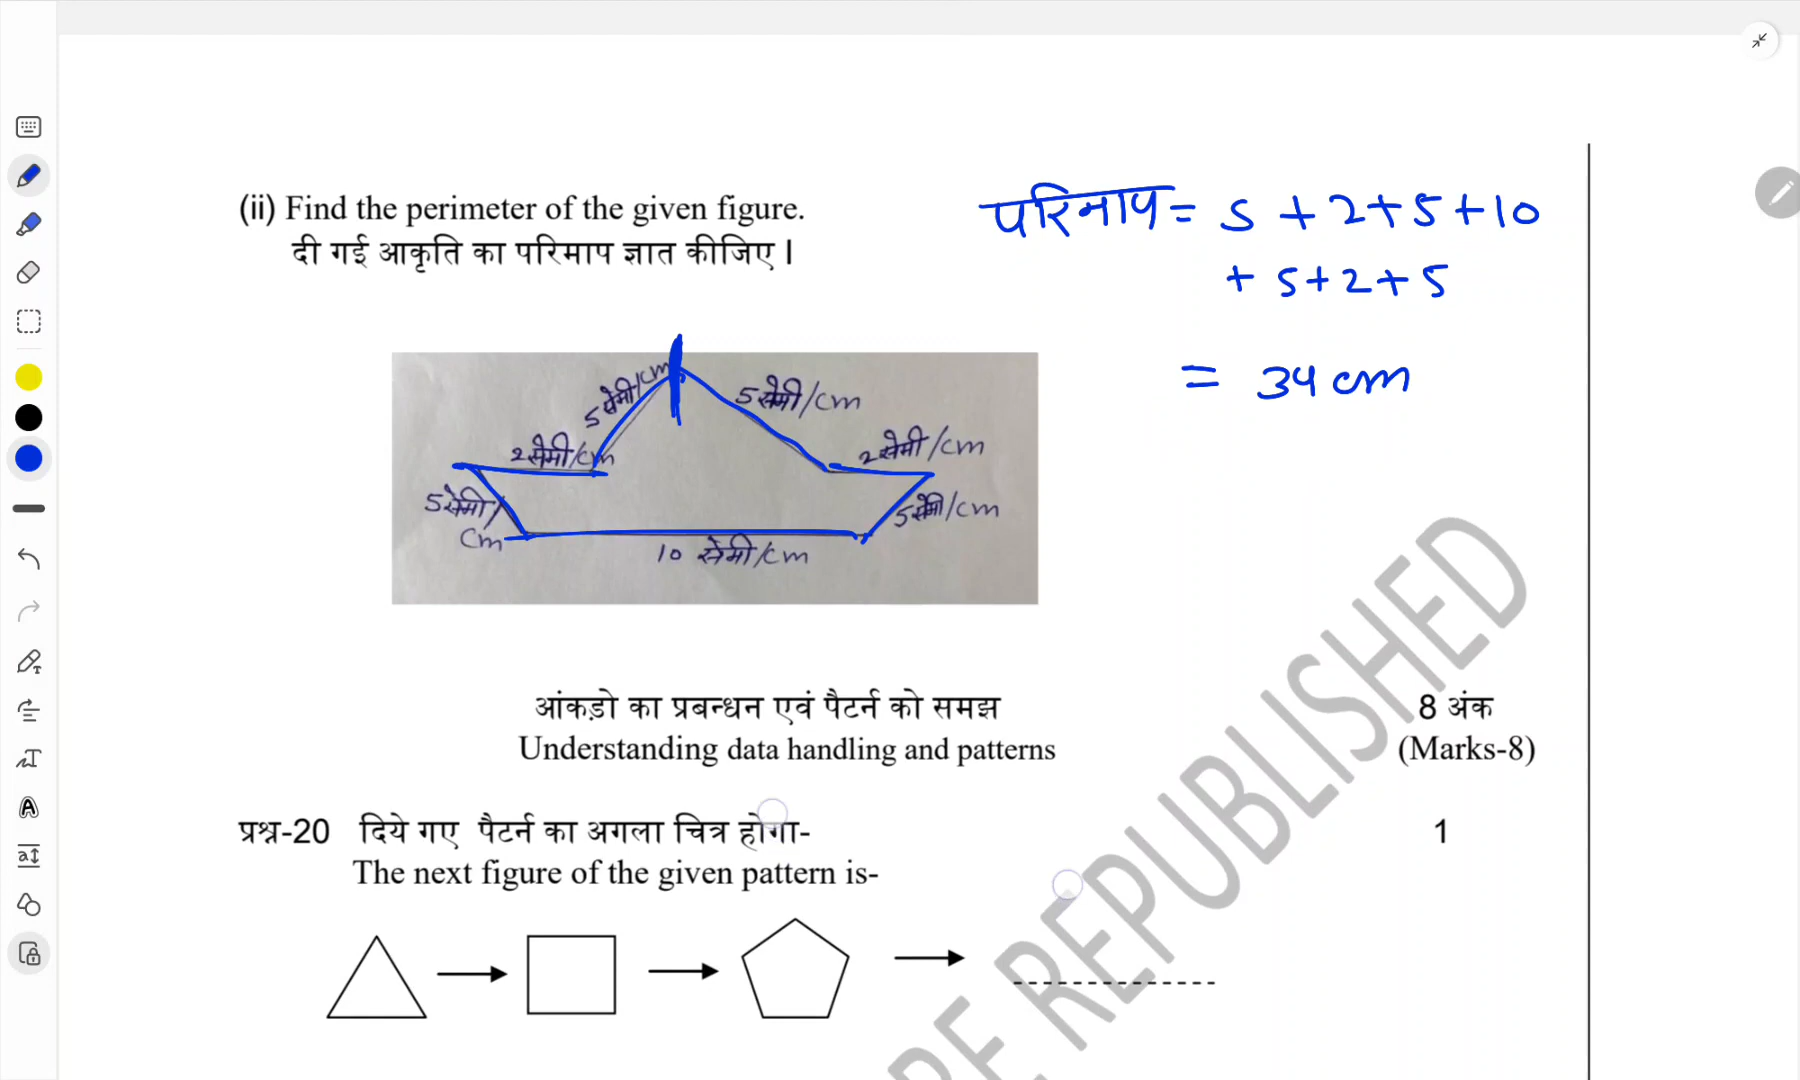 (ii) Find the perimeter of the given figure.
दी गई आकृति का परिमाप ज्ञात कीजिए ।
परिमाप = 5 + 2 + 5 + 10
+ 5 + 2 + 5
= 34 cm
5 सेमी/cm
5 सेमी/cm
2 सेमी/cm
2 सेमी/cm
5 सेमी/
cm
5 सेमी/cm
10 सेमी/cm
आंकड़ो का प्रबन्धन एवं पैटर्न को समझ
8 अंक
Understanding data handling and patterns
(Marks-8)
प्रश्न-20 दिये गए पैटर्न का अगला चित्र होगा-
1
The next figure of the given pattern is-
RE REPUBLISHED